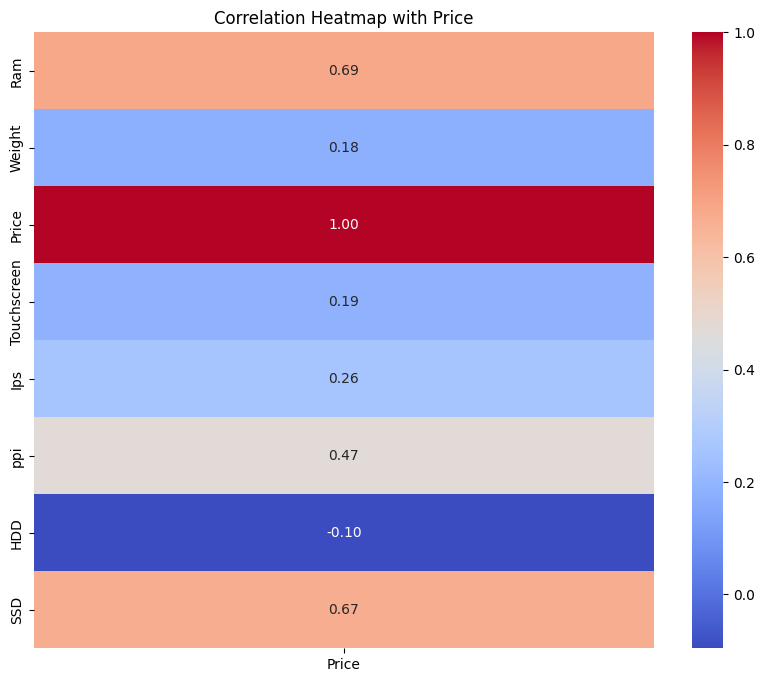 Correlation Heatmap with Price
Ram
0.69
Weight
0.18
Price
1.00
Touchscreen
0.19
Ips
0.26
ppi
0.47
HDD
-0.10
SSD
0.67
Price
1.0
0.8
0.6
0.4
0.2
0.0